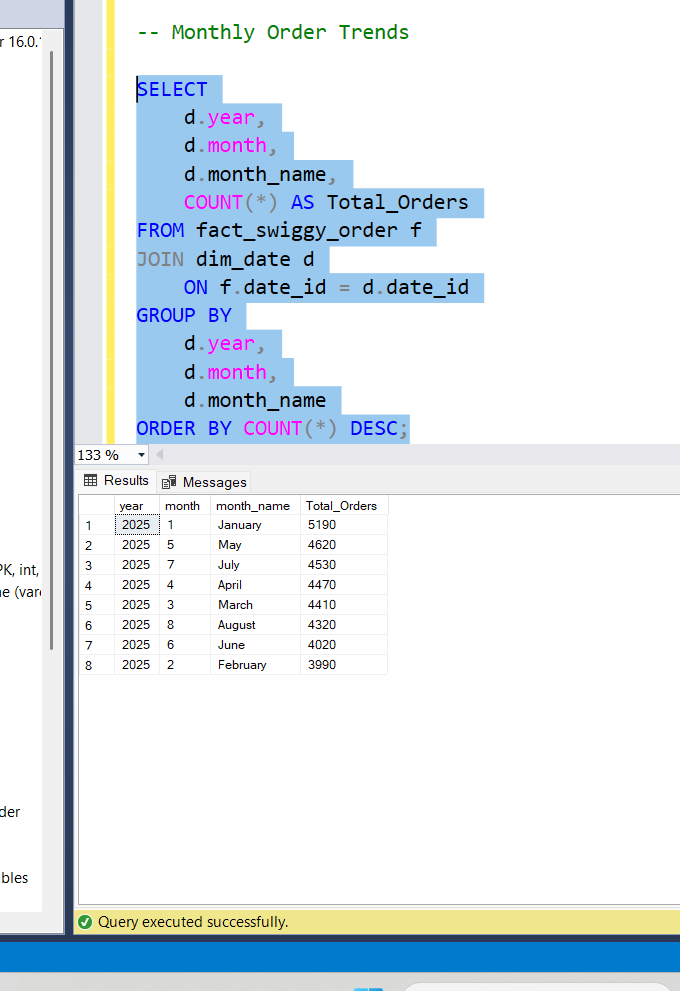 -- Monthly Order Trends
r 16.0.
SELECT
d.year,
d.month,
d.month_name,
COUNT(*) AS Total_Orders
FROM fact_swiggy_order f
JOIN dim_date d
ON f.date_id = d.date_id
GROUP BY
d.year,
d.month,
d.month_name
ORDER BY COUNT(*) DESC;
133 %
Results Messages
year month month_name Total_Orders
1 2025 1 January 5190
2 2025 5 May 4620
3 2025 7 July 4530
4 2025 4 April 4470
5 2025 3 March 4410
6 2025 8 August 4320
7 2025 6 June 4020
8 2025 2 February 3990
PK, int,
ne (varc
der
bles
Query executed successfully.